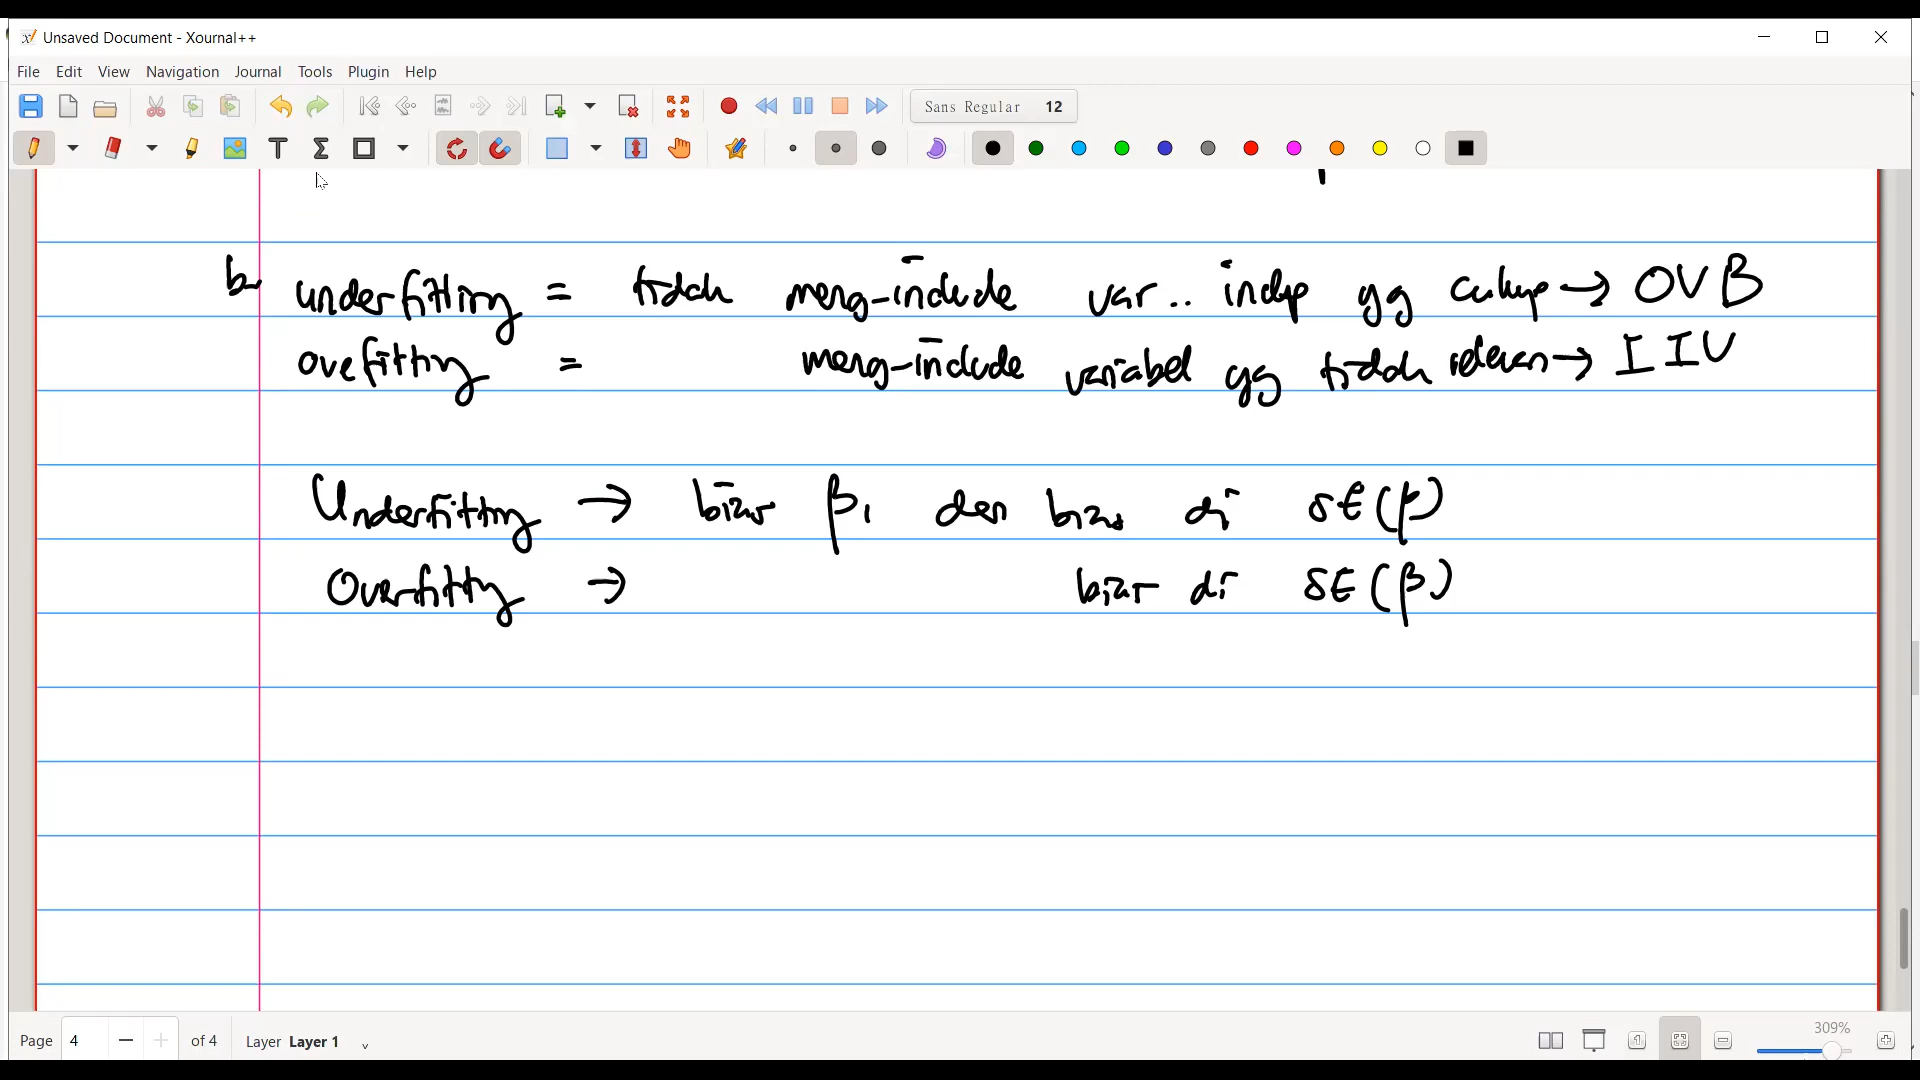 Unsaved Document - Xournal++
File Edit View Navigation Journal Tools Plugin Help
Sans Regular 12
b. underfitting = tidak meng-include var.. indep yg cukup → OVB
ovefitting = meng-include variabel yg tidak relevan → IIV
Underfitting → bias β, dan bias di SE(β)
Overfitting → bias di SE(β)
Page 4 of 4 Layer Layer 1 309%